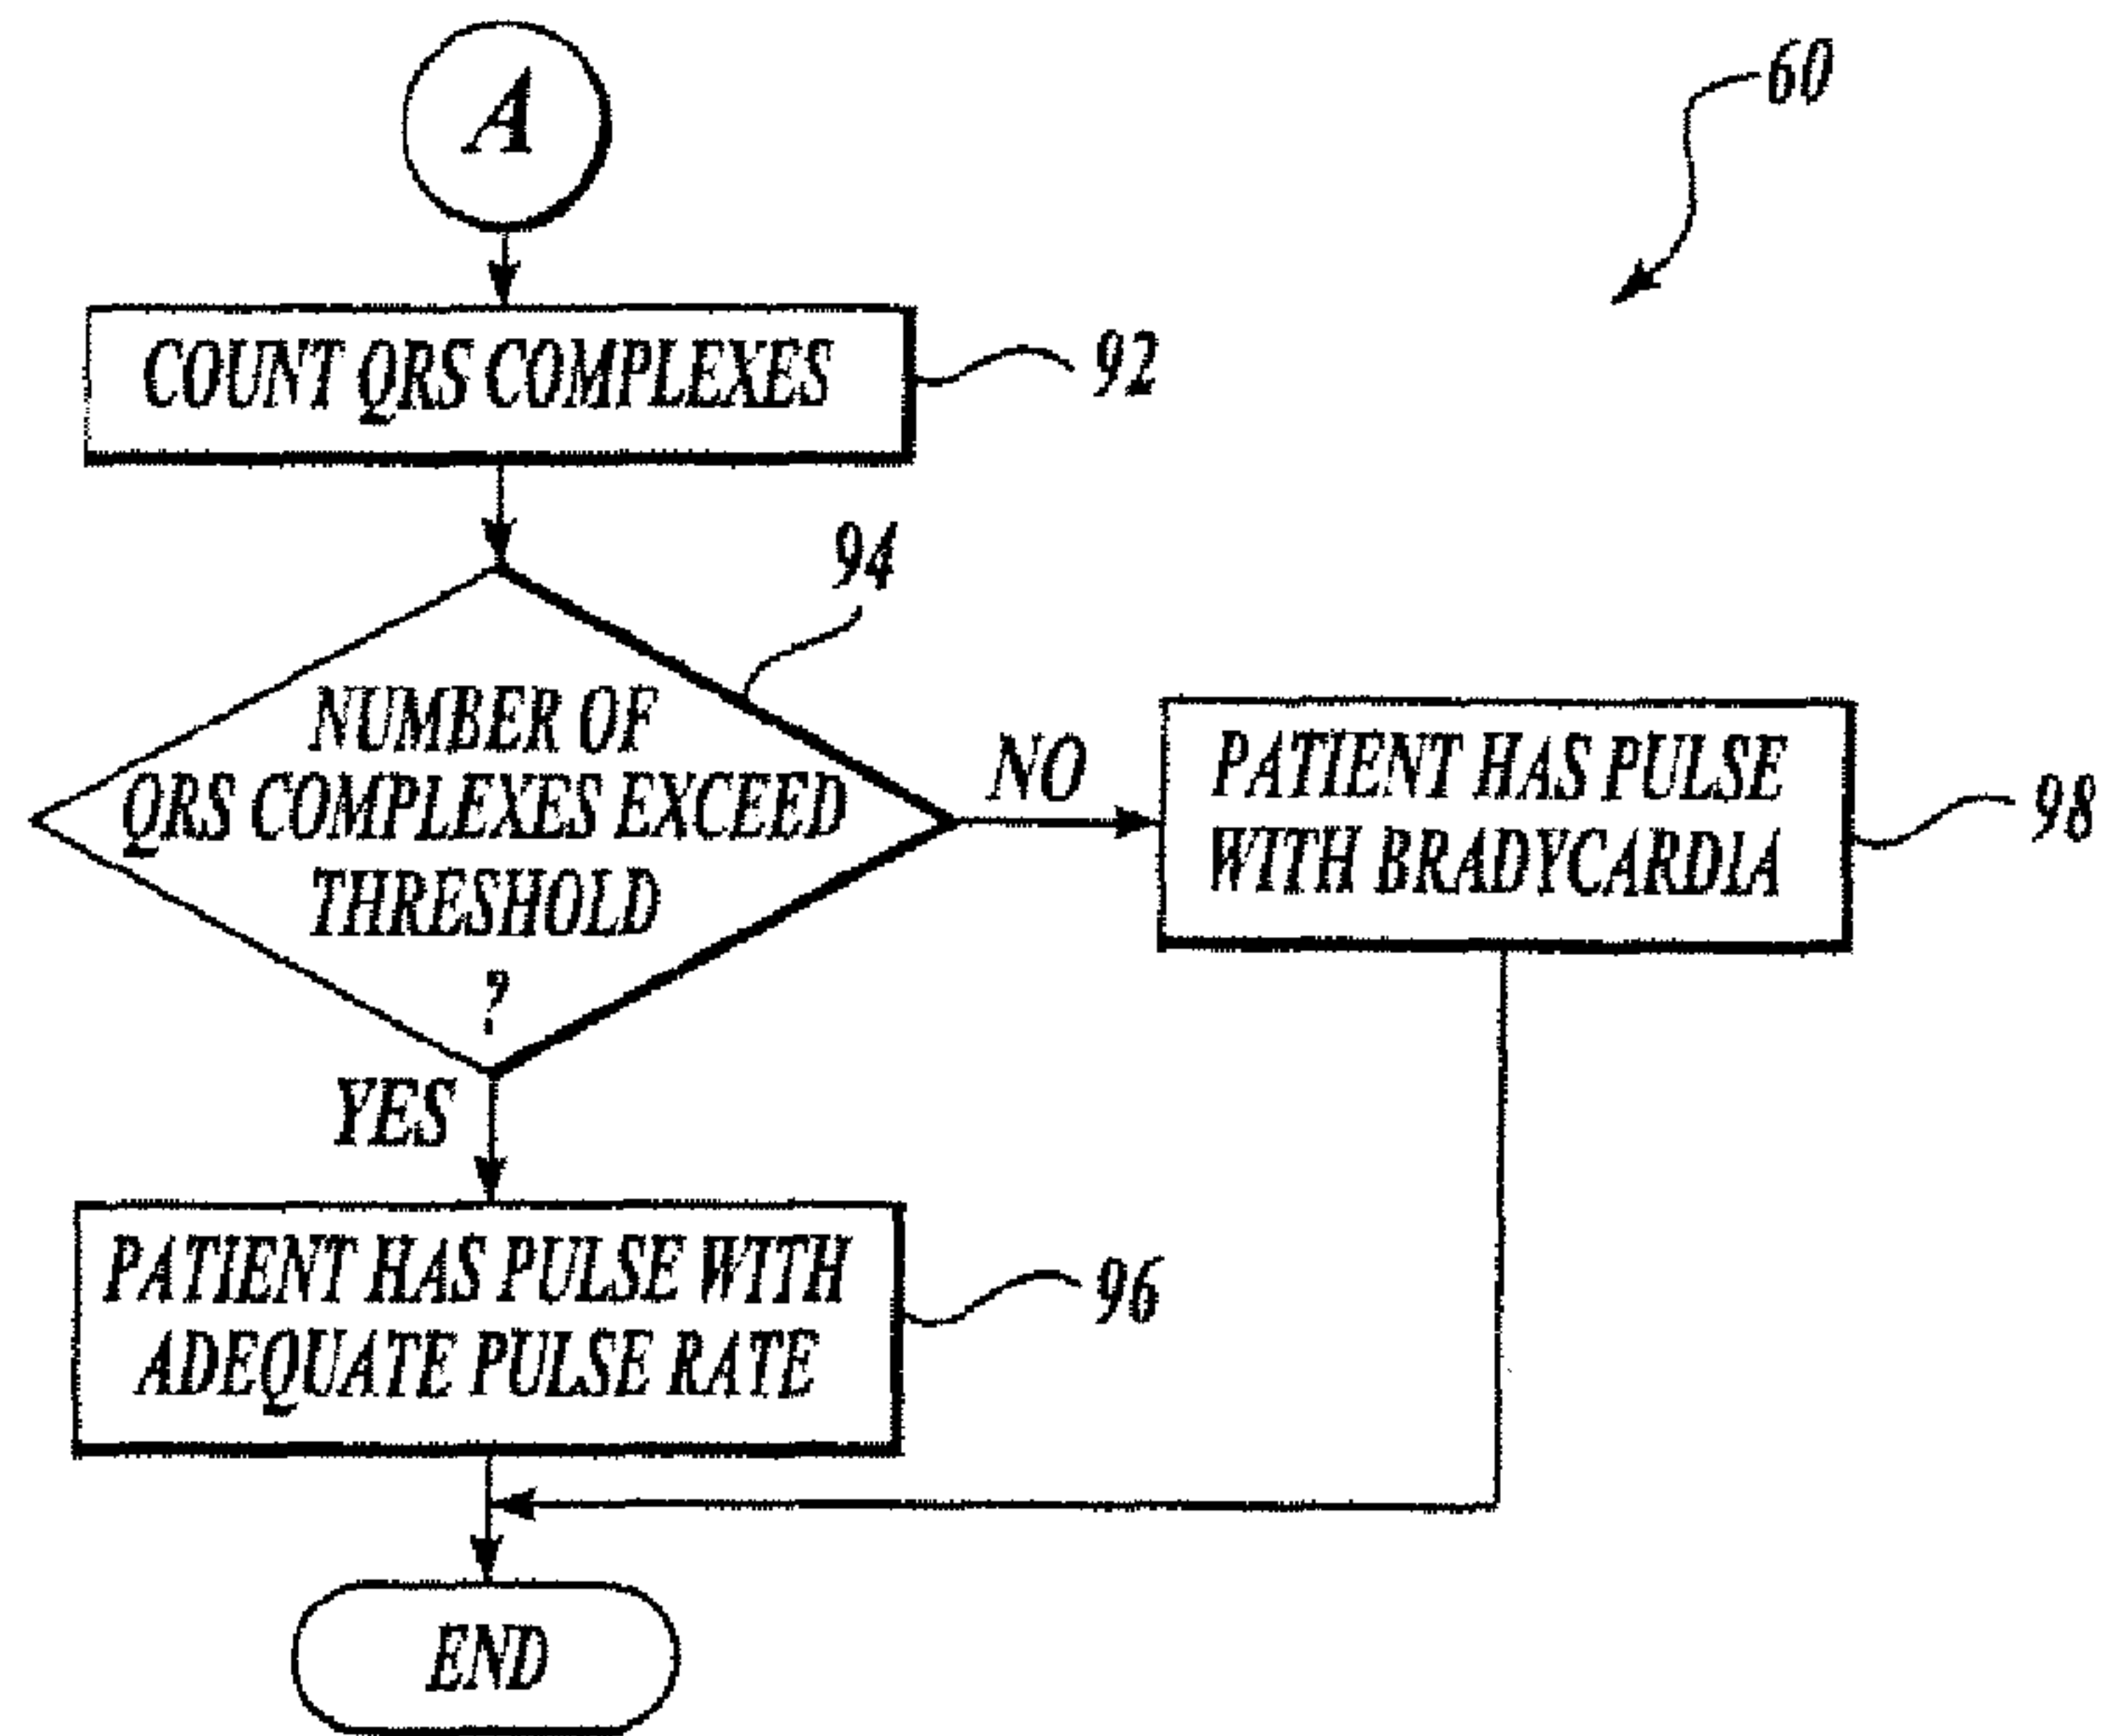 A
60
COUNT QRS COMPLEXES
92
94
NUMBER OF
QRS COMPLEXES EXCEED
THRESHOLD
?
NO
PATIENT HAS PULSE
WITH BRADYCARDIA
98
YES
PATIENT HAS PULSE WITH
ADEQUATE PULSE RATE
96
END